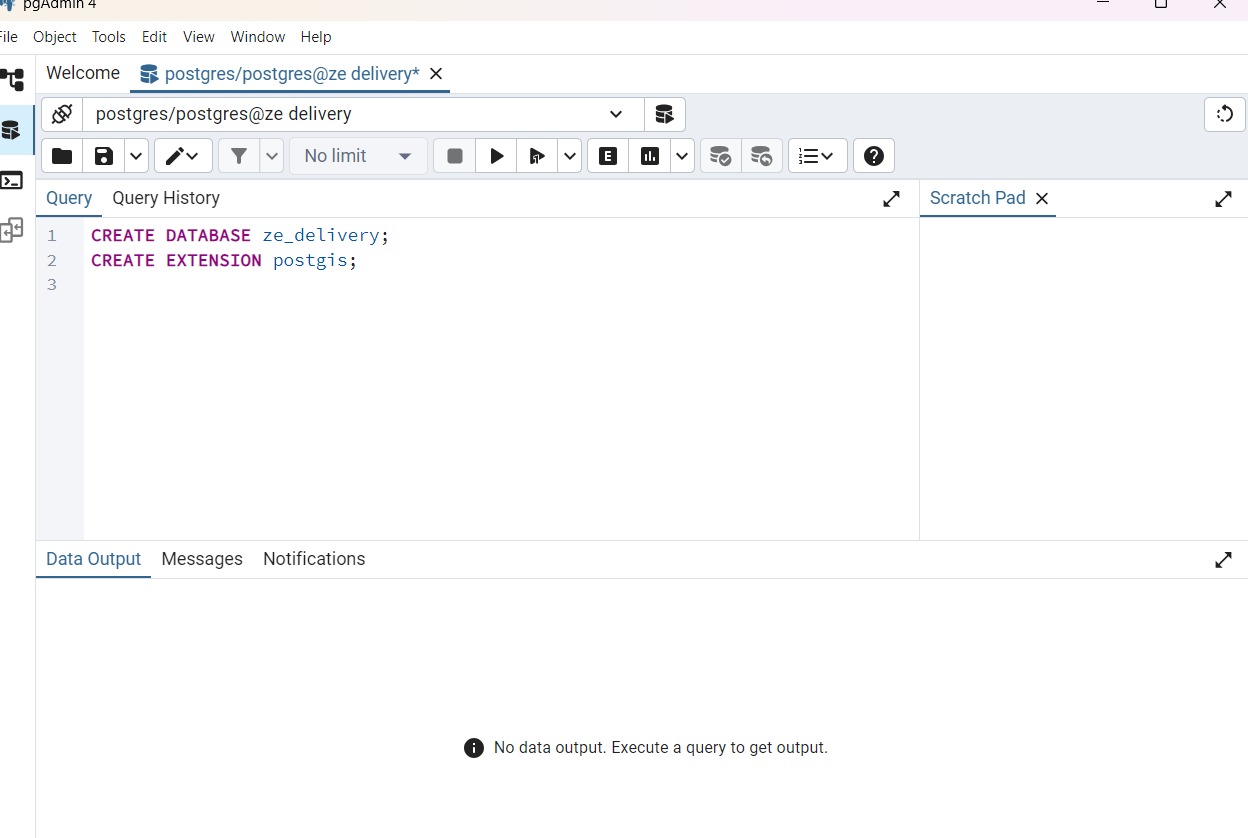 pgAdmin 4
File Object Tools Edit View Window Help
Welcome postgres/postgres@ze delivery*
postgres/postgres@ze delivery
No limit
Query Query History Scratch Pad
1 CREATE DATABASE ze_delivery;
2 CREATE EXTENSION postgis;
3
Data Output Messages Notifications
No data output. Execute a query to get output.